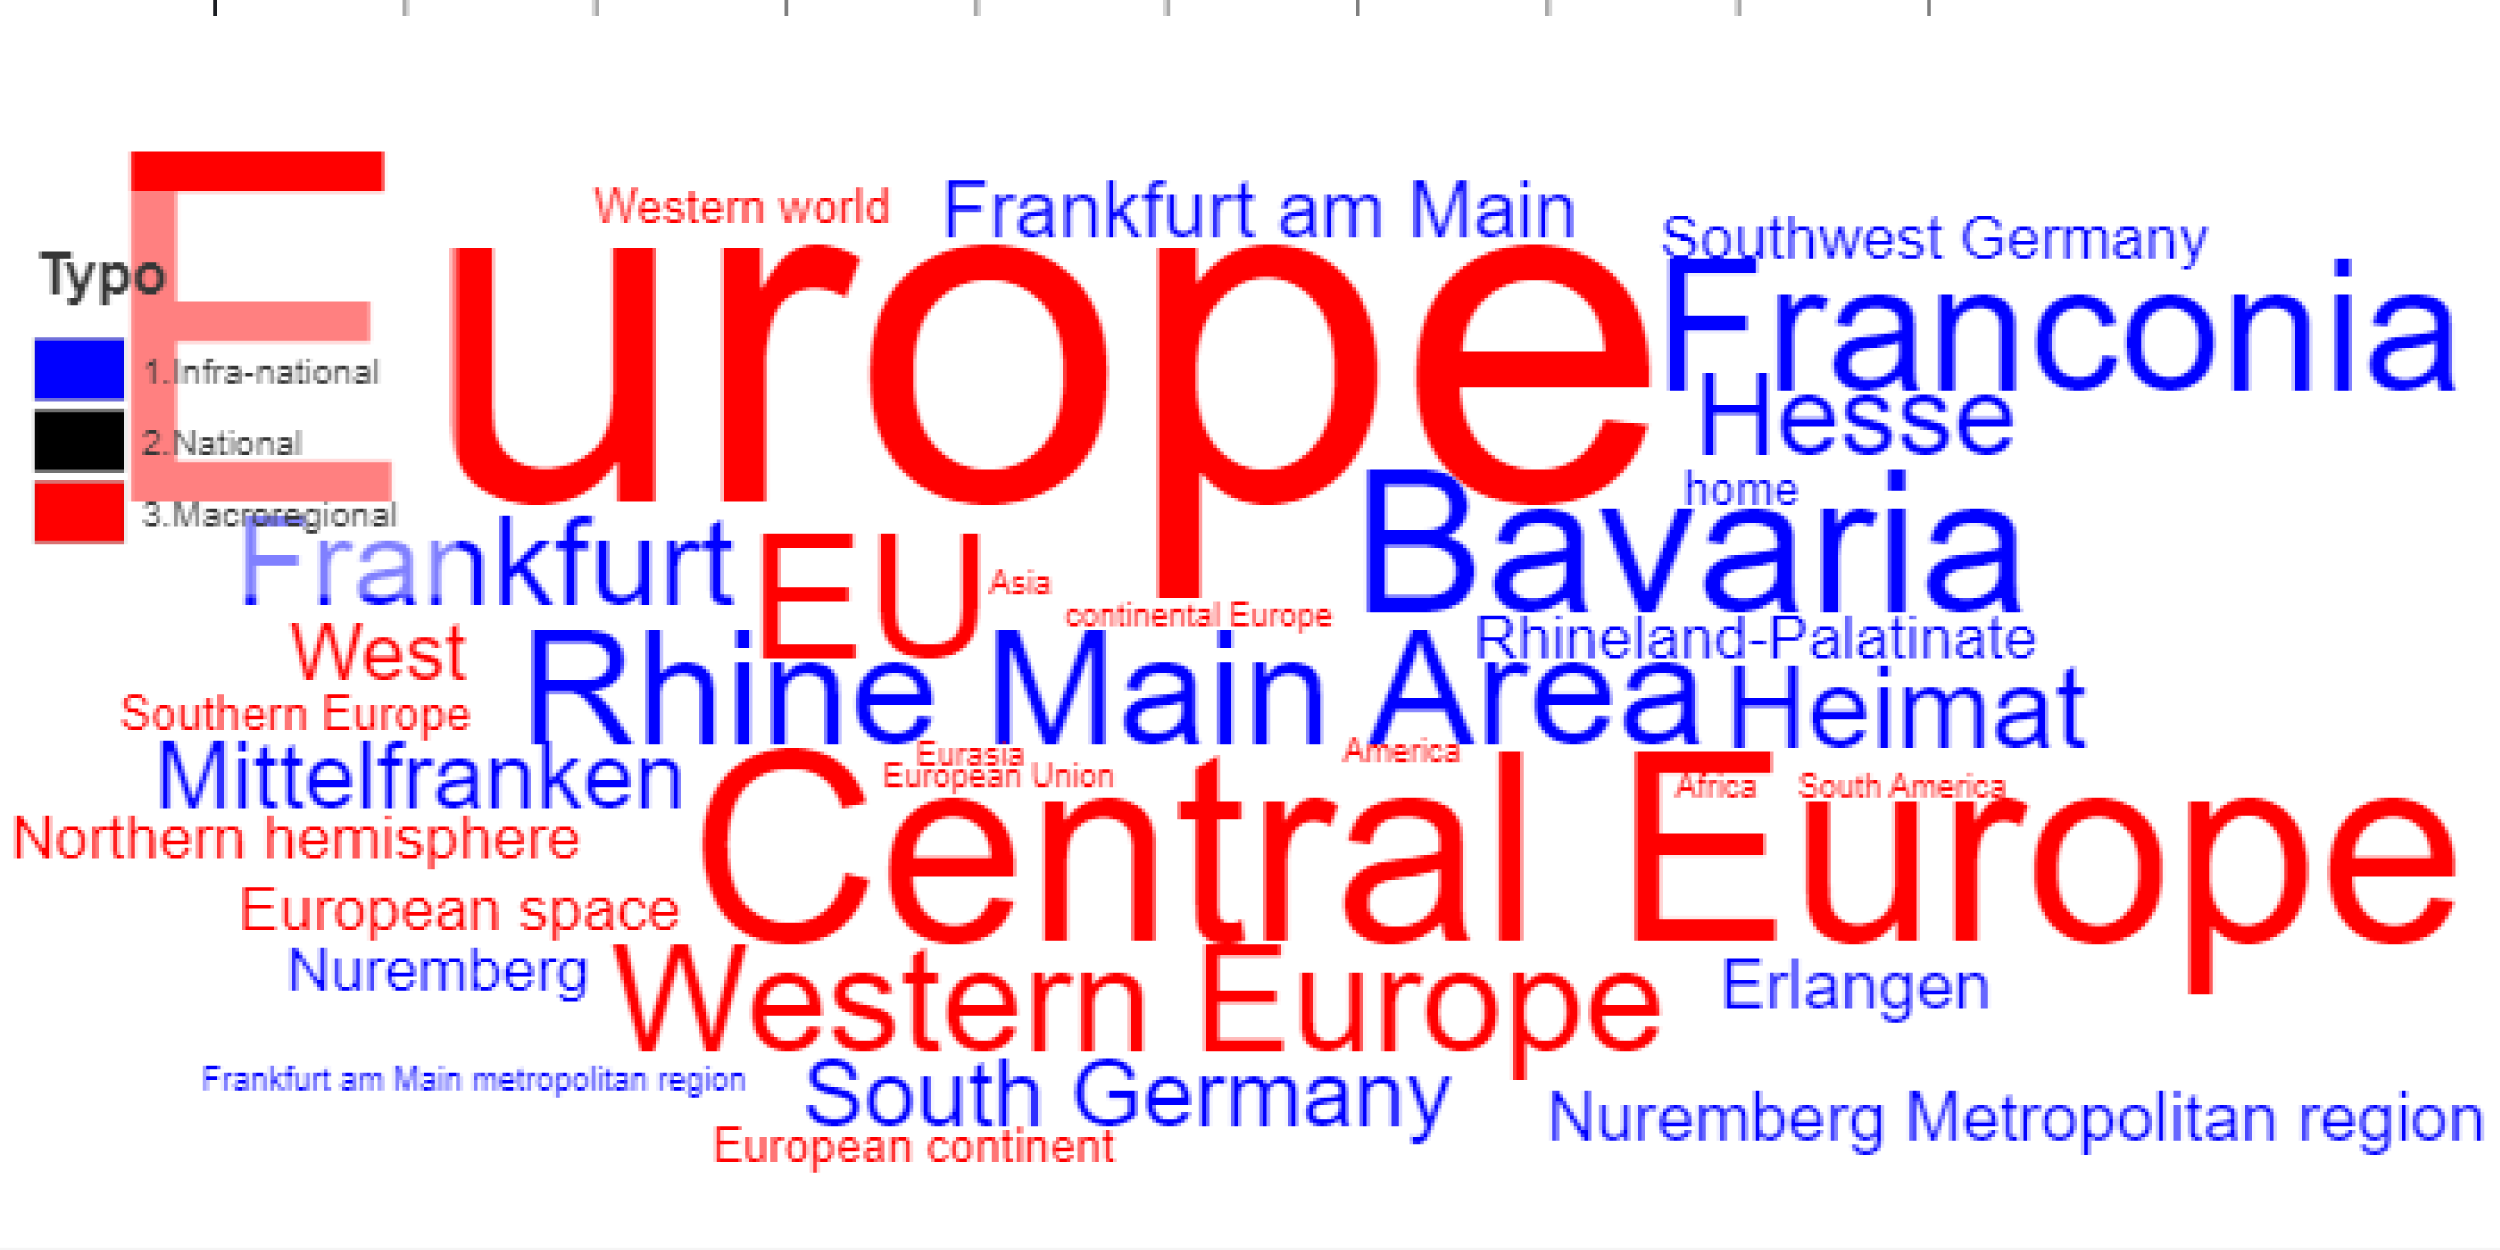 Western world
Frankfurt am Main
Southwest Germany
Europe
Typo
Franconia
1.Infra-national
Hesse
2.National
home
3.Macroregional
Bavaria
Frankfurt
EU
Asia
continental Europe
West
Rhineland-Palatinate
Rhine Main Area
Heimat
Southern Europe
Mittelfranken
Eurasia
America
European Union
Africa
South America
Northern hemisphere
Central Europe
European space
Nuremberg
Western Europe
Erlangen
Frankfurt am Main metropolitan region
South Germany
Nuremberg Metropolitan region
European continent